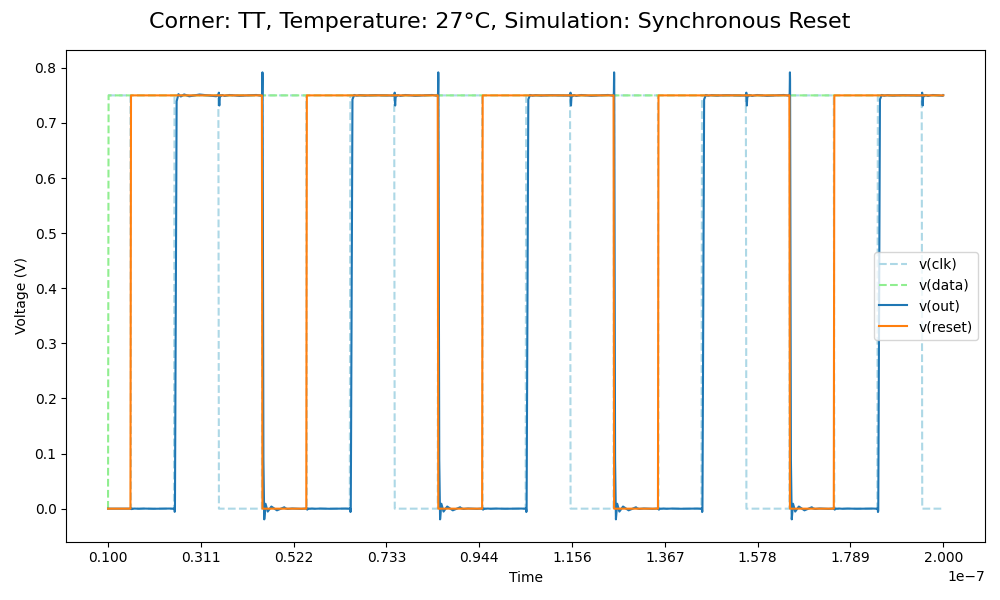 Corner: TT, Temperature: 27°C, Simulation: Synchronous Reset
0.8
0.7
0.6
0.5
0.4
0.3
0.2
0.1
0.0
Voltage (V)
v(clk)
v(data)
v(out)
v(reset)
0.100 0.311 0.522 0.733 0.944 1.156 1.367 1.578 1.789 2.000
Time
1e−7